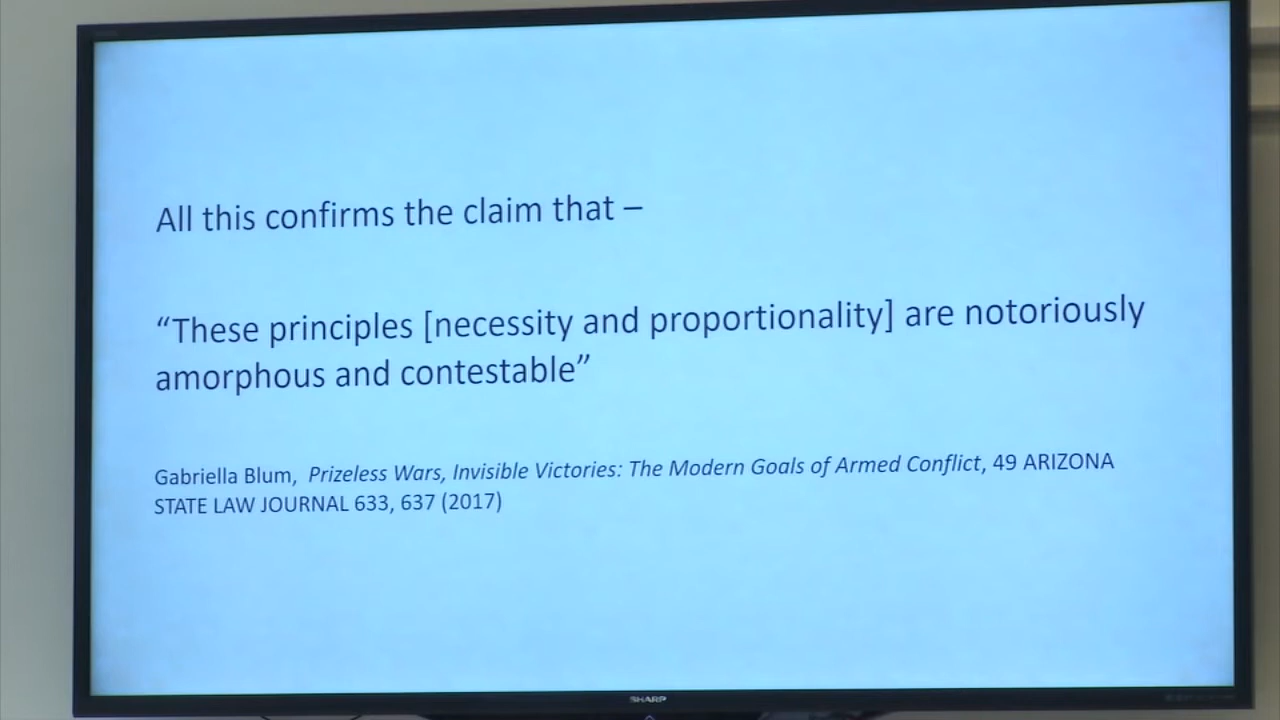 All this confirms the claim that –
“These principles [necessity and proportionality] are notoriously
amorphous and contestable”
Gabriella Blum,  Prizeless Wars, Invisible Victories: The Modern Goals of Armed Conflict, 49 ARIZONA
STATE LAW JOURNAL 633, 637 (2017)
SHARP